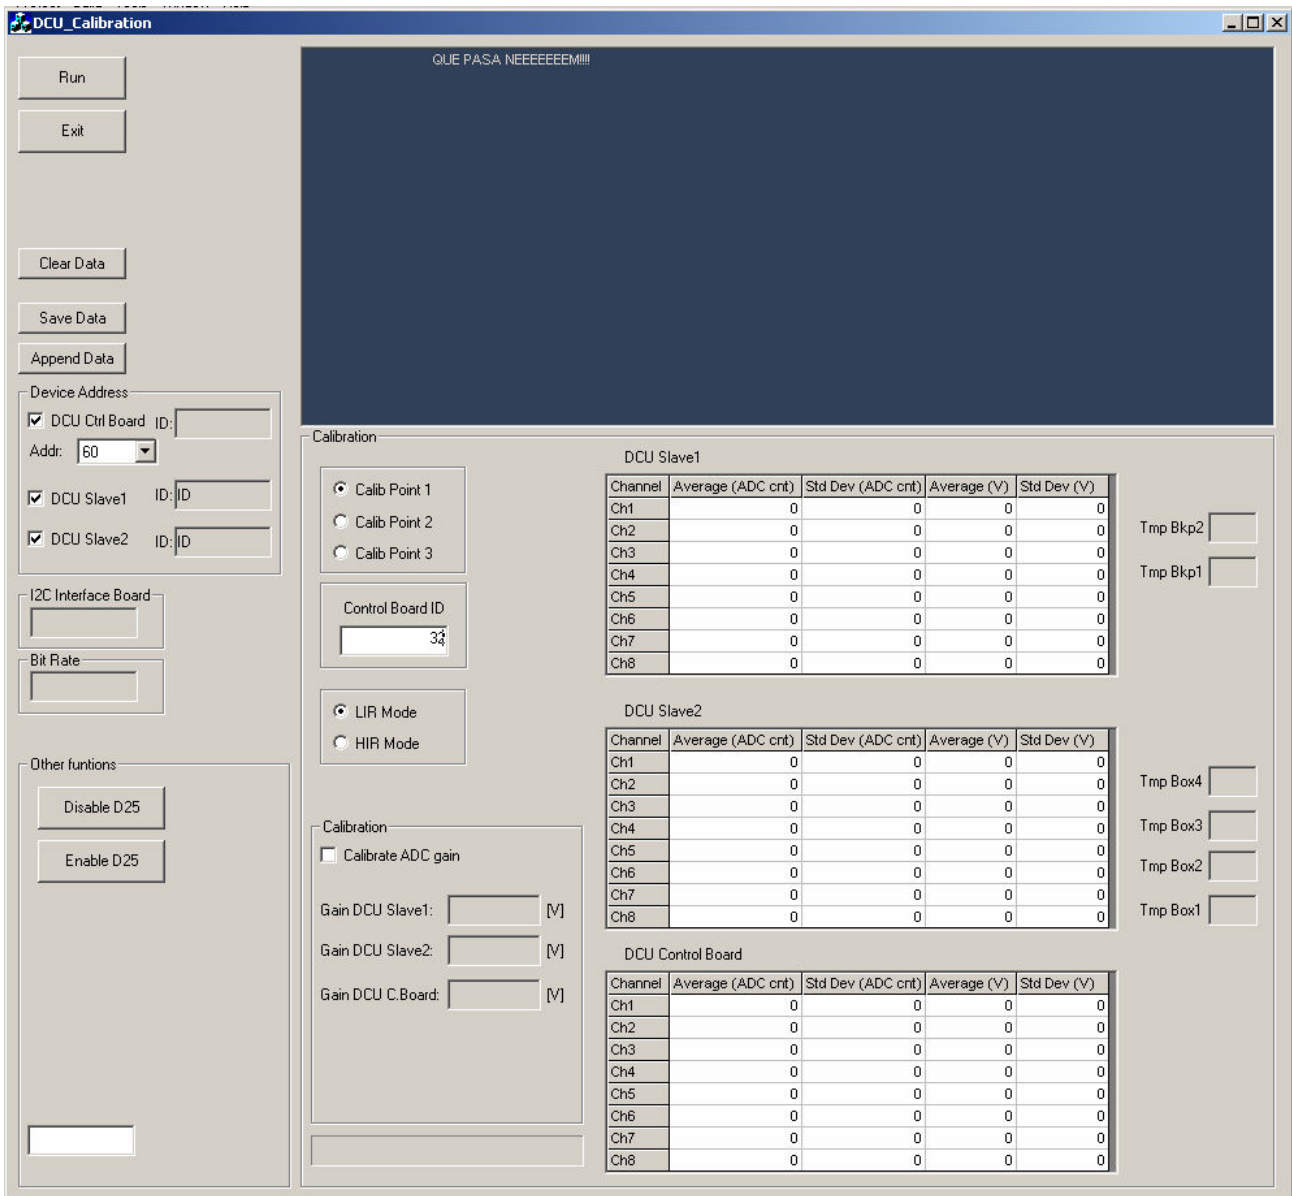 DCU_Calibration
QUE PASA NEEEEEEEM!!!!
Run
Exit
Clear Data
Save Data
Append Data
Device Address
DCU Ctrl Board ID:
Addr: 60
DCU Slave1 ID: ID
DCU Slave2 ID: ID
I2C Interface Board
Bit Rate
Other funtions
Disable D25
Enable D25
Calibration
Calib Point 1
Calib Point 2
Calib Point 3
Control Board ID
LIR Mode
HIR Mode
Calibration
Calibrate ADC gain
Gain DCU Slave1: [V]
Gain DCU Slave2: [V]
Gain DCU C.Board: [V]
DCU Slave1
Channel Average (ADC cnt) Std Dev (ADC cnt) Average (V) Std Dev (V)
Ch1 0 0 0 0
Ch2 0 0 0 0
Ch3 0 0 0 0
Ch4 0 0 0 0
Ch5 0 0 0 0
Ch6 0 0 0 0
Ch7 0 0 0 0
Ch8 0 0 0 0
Tmp Bkp2
Tmp Bkp1
DCU Slave2
Channel Average (ADC cnt) Std Dev (ADC cnt) Average (V) Std Dev (V)
Ch1 0 0 0 0
Ch2 0 0 0 0
Ch3 0 0 0 0
Ch4 0 0 0 0
Ch5 0 0 0 0
Ch6 0 0 0 0
Ch7 0 0 0 0
Ch8 0 0 0 0
Tmp Box4
Tmp Box3
Tmp Box2
Tmp Box1
DCU Control Board
Channel Average (ADC cnt) Std Dev (ADC cnt) Average (V) Std Dev (V)
Ch1 0 0 0 0
Ch2 0 0 0 0
Ch3 0 0 0 0
Ch4 0 0 0 0
Ch5 0 0 0 0
Ch6 0 0 0 0
Ch7 0 0 0 0
Ch8 0 0 0 0